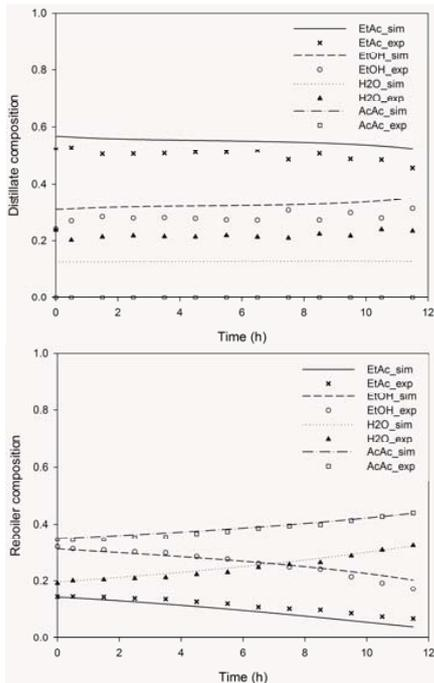 1.0
0.8
0.6
0.4
0.2
0.0
Distillate composition
EtAc_sim
EtAc_exp
EtOH_sim
EtOH_exp
H2O_sim
H2O_exp
AcAc_sim
AcAc_exp
0 2 4 6 8 10 12
Time (h)
1.0
0.8
0.6
0.4
0.2
0.0
Reboiler composition
EtAc_sim
EtAc_exp
EtOH_sim
EtOH_exp
H2O_sim
H2O_exp
AcAc_sim
AcAc_exp
0 2 4 6 8 10 12
Time (h)